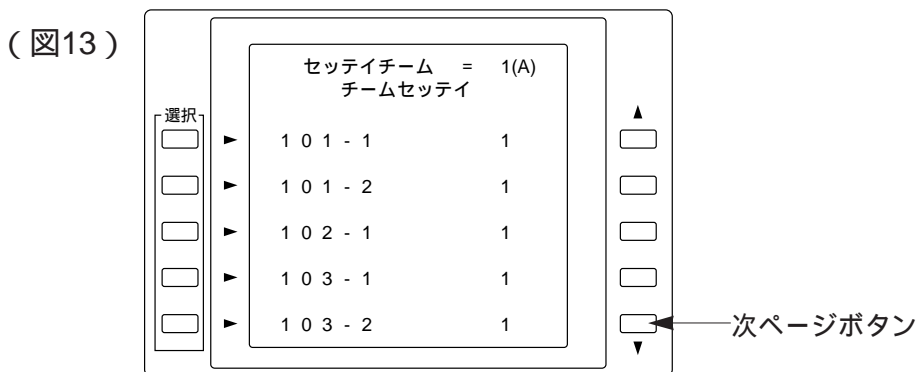 (図13)
セッテイチーム = 1(A)
チームセッテイ
選択
101-1 1
101-2 1
102-1 1
103-1 1
103-2 1
次ページボタン